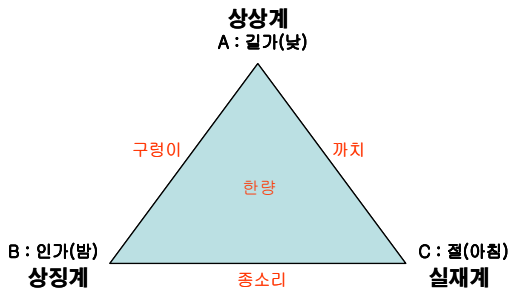 상상계
A : 길가(낮)
구렁이
까치
한량
B : 인가(밤)
C : 절(아침)
상징계
종소리
실재계